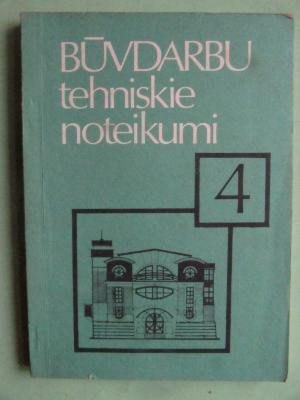 BŪVDARBU
tehniskie
noteikumi
4